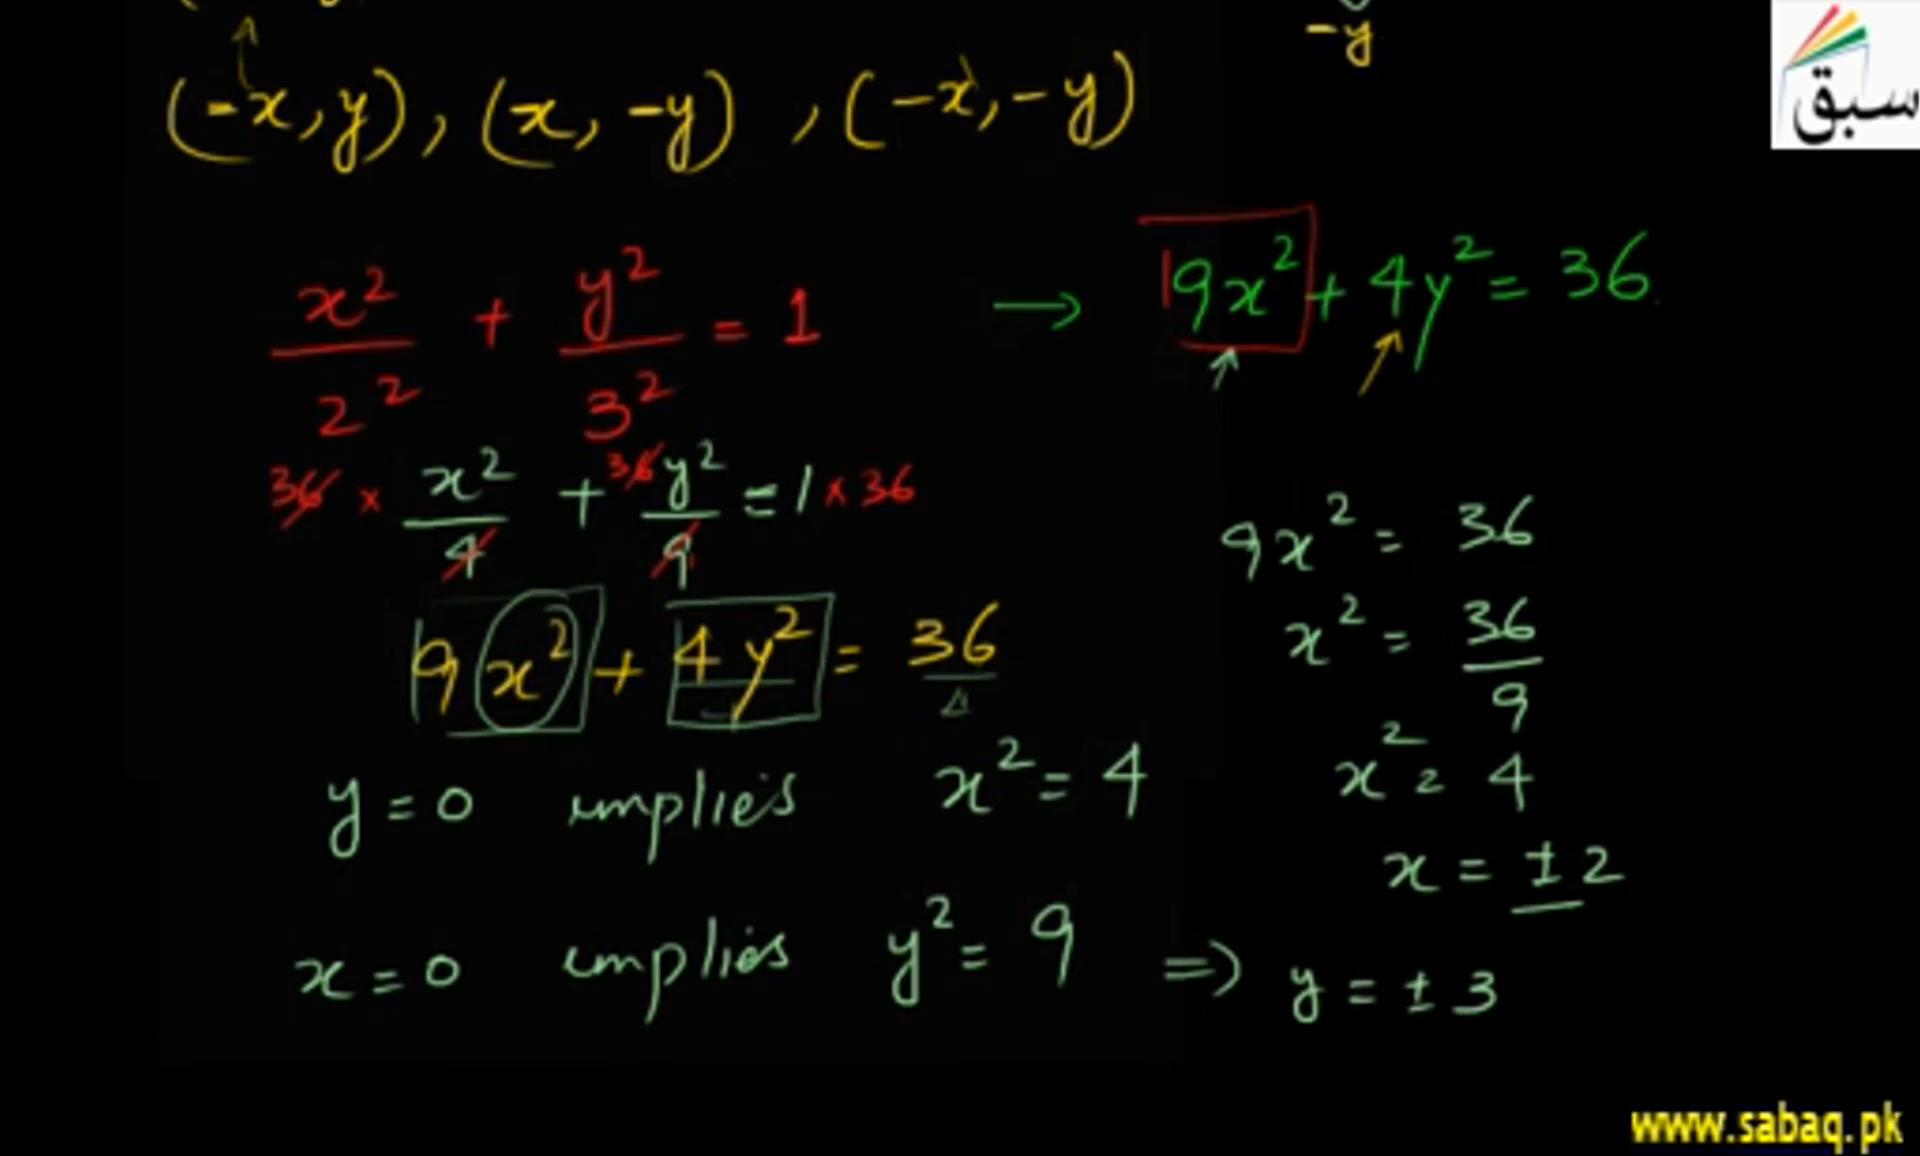 -y
سبق
(-x, y), (x, -y), (-x, -y)
x²/2² + y²/3² = 1 → 9x² + 4y² = 36
36 × x²/4 + 36 y²/9 = 1 × 36
9x² + 4y² = 36
9x² = 36
x² = 36/9
y = 0 implies x² = 4
x² = 4
x = ±2
x = 0 implies y² = 9 ⇒ y = ±3
www.sabaq.pk